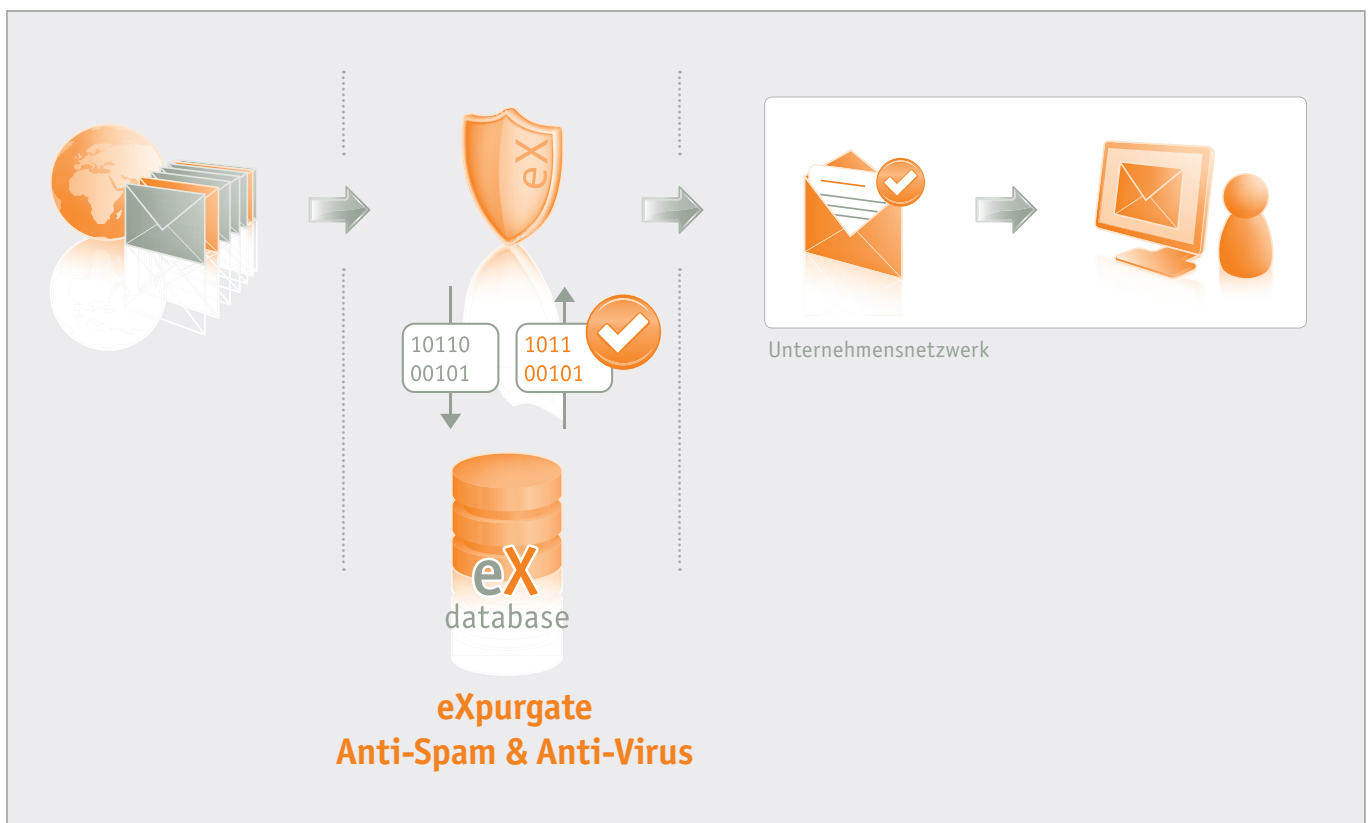 eX
10110
00101
1011
00101
Unternehmensnetzwerk
eX
database
eXpurgate
Anti-Spam & Anti-Virus